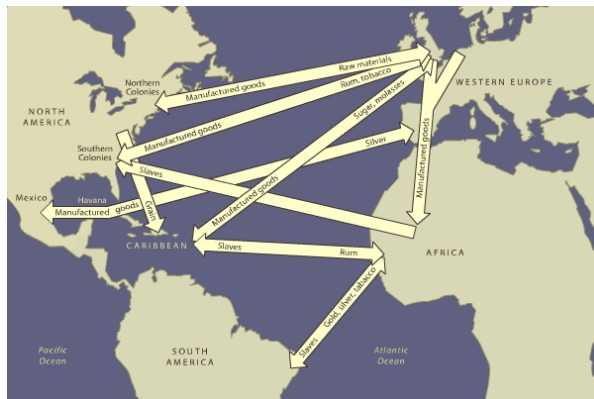 Northern
Colonies
NORTH
AMERICA
Manufactured goods
Raw materials
Rum, tobacco
Sugar, molasses
WESTERN EUROPE
Southern
Colonies
Manufactured goods
Silver
Manufactured goods
Slaves
Mexico
Havana
Manufactured goods
Grain
Manufactured goods
CARIBBEAN
Slaves
Rum
AFRICA
Gold, silver, tabacco
Slaves
Pacific
Ocean
SOUTH
AMERICA
Atlantic
Ocean